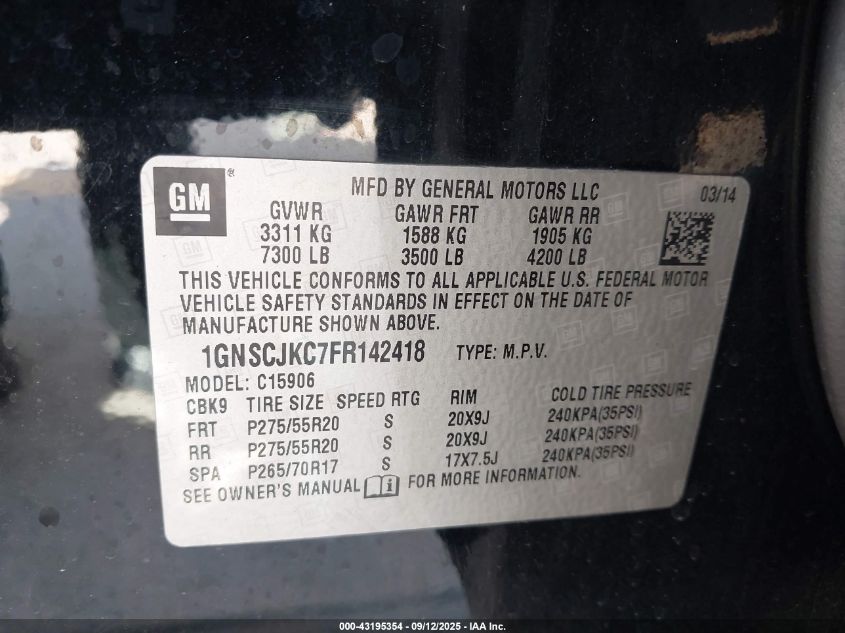 GM ® MFD BY GENERAL MOTORS LLC 03/14
GVWR GAWR FRT GAWR RR
3311 KG 1588 KG 1905 KG
7300 LB 3500 LB 4200 LB
THIS VEHICLE CONFORMS TO ALL APPLICABLE U.S. FEDERAL MOTOR
VEHICLE SAFETY STANDARDS IN EFFECT ON THE DATE OF
MANUFACTURE SHOWN ABOVE.
1GNSCJKC7FR142418 TYPE: M.P.V.
MODEL: C15906
CBK9 TIRE SIZE SPEED RTG RIM COLD TIRE PRESSURE
FRT P275/55R20 S 20X9J 240KPA(35PSI)
RR P275/55R20 S 20X9J 240KPA(35PSI)
SPA P265/70R17 S 17X7.5J 240KPA(35PSI)
SEE OWNER'S MANUAL i FOR MORE INFORMATION.
000-43195354 - 09/12/2025 - IAA Inc.